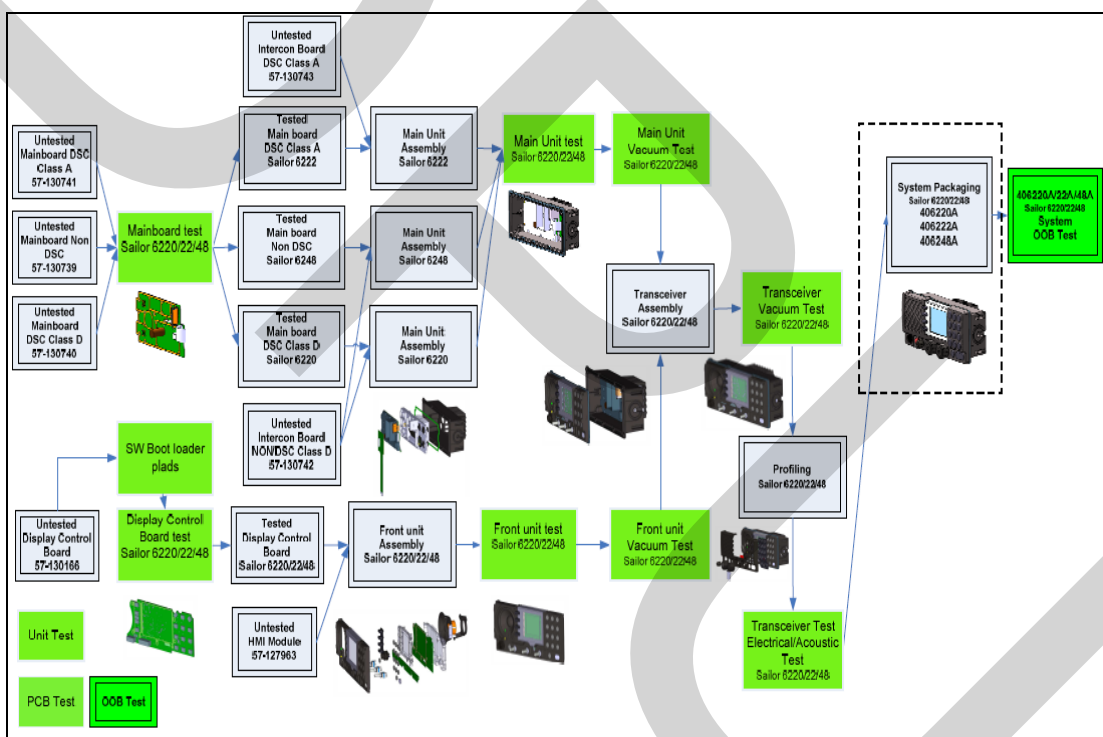 Untested
Intercon Board
DSC Class A
57-130743
Untested
Mainboard DSC
Class A
57-130741
Untested
Mainboard Non
DSC
57-130739
Untested
Mainboard
DSC Class D
57-130740
Mainboard test
Sailor 6220/22/48
Tested
Main board
DSC Class A
Sailor 6222
Tested
Main board
Non DSC
Sailor 6248
Tested
Main board
DSC Class D
Sailor 6220
Untested
Intercon Board
NON/DSC Class D
57-130742
Main Unit
Assembly
Sailor 6222
Main Unit
Assembly
Sailor 6248
Main Unit
Assembly
Sailor 6220
Main Unit test
Sailor 6220/22/48
Main Unit
Vacuum Test
Sailor 6220/22/48
Transceiver
Assembly
Sailor 6220/22/48
Transceiver
Vacuum Test
Sailor 6220/22/48
Profiling
Sailor 6220/22/48
Transceiver Test
Electrical/Acoustic
Test
Sailor 6220/22/48
System Packaging
Sailor 6220/22/48
406220A
406222A
406248A
406220A/22A/48A
Sailor 6220/22/48
System
OOB Test
SW Boot loader
plads
Untested
Display Control
Board
57-130166
Display Control
Board test
Sailor 6220/22/48
Tested
Display Control
Board
Sailor 6220/22/48
Untested
HMI Module
57-127963
Front unit
Assembly
Sailor 6220/22/48
Front unit test
Sailor 6220/22/48
Front unit
Vacuum Test
Sailor 6220/22/48
Unit Test
PCB Test
OOB Test